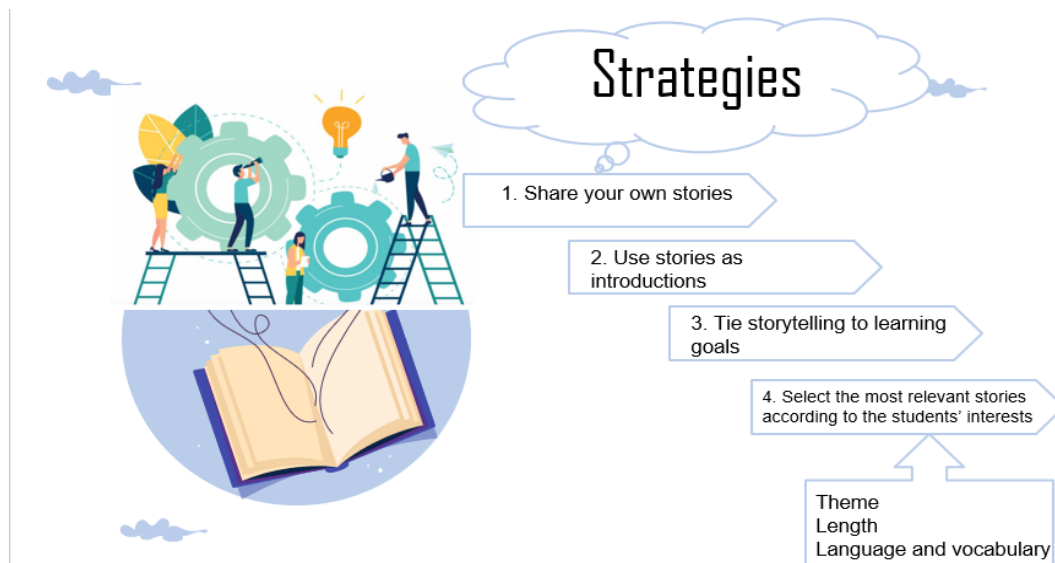 Strategies
1. Share your own stories
2. Use stories as
introductions
3. Tie storytelling to learning
goals
4. Select the most relevant stories
according to the students’ interests
Theme
Length
Language and vocabulary